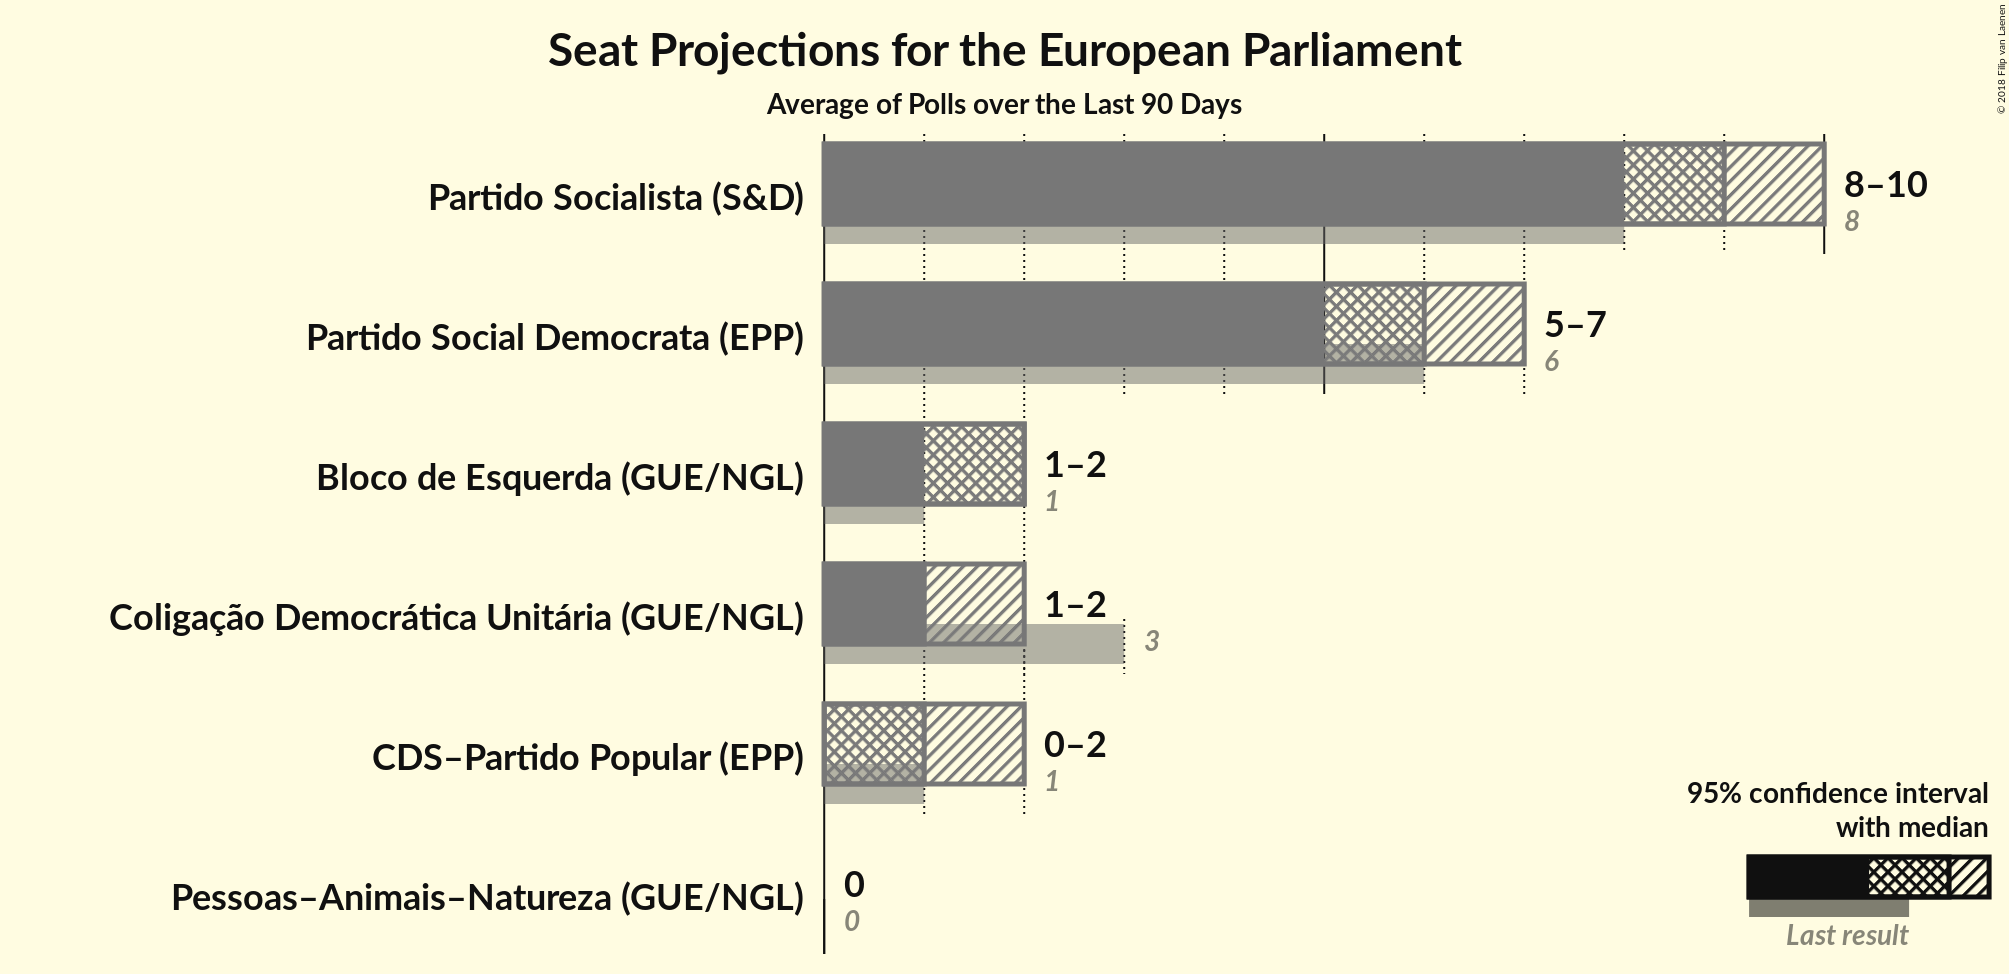 Seat Projections for the European Parliament
Average of Polls over the Last 90 Days
© 2018 Filip van Laenen
Partido Socialista (S&D)
8–10
8
Partido Social Democrata (EPP)
5–7
6
Bloco de Esquerda (GUE/NGL)
1–2
1
Coligação Democrática Unitária (GUE/NGL)
1–2
3
CDS–Partido Popular (EPP)
0–2
1
Pessoas–Animais–Natureza (GUE/NGL)
0
0
95% confidence interval
with median
Last result